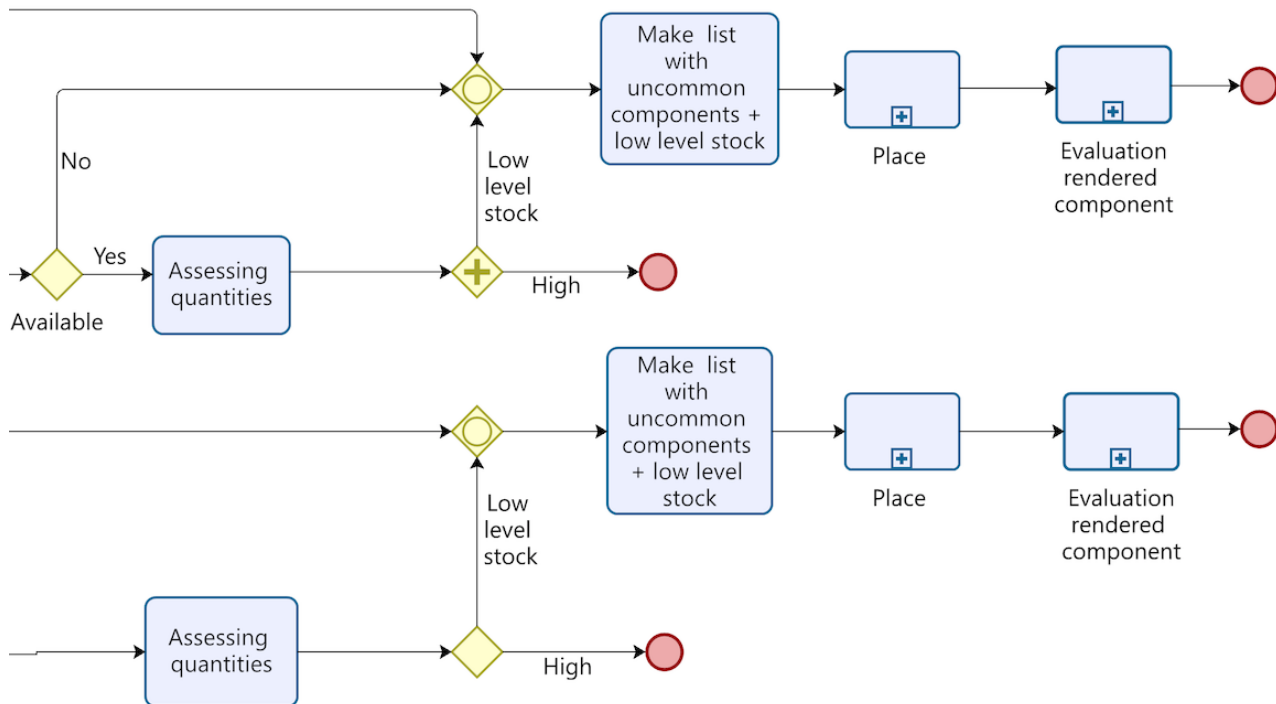 Make list
with
uncommon
components +
low level stock
Place
Evaluation
rendered
component
No
Low
level
stock
Yes
Assessing
quantities
High
Available
Make list
with
uncommon
components
+ low level
stock
Place
Evaluation
rendered
component
Low
level
stock
Assessing
quantities
High